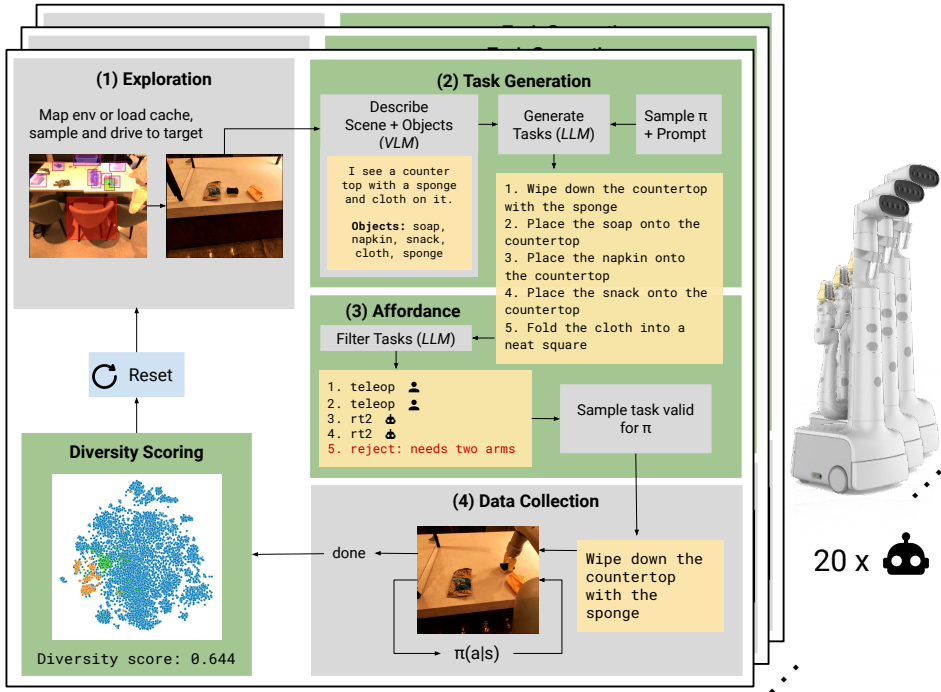 (1) Exploration
Map env or load cache,
sample and drive to target
(2) Task Generation
Describe
Scene + Objects
(VLM)
Generate
Tasks (LLM)
Sample π
+ Prompt
I see a counter
top with a sponge
and cloth on it.
Objects: soap,
napkin, snack,
cloth, sponge
1. Wipe down the countertop
with the sponge
2. Place the soap onto the
countertop
3. Place the napkin onto
the countertop
4. Place the snack onto the
countertop
5. Fold the cloth into a
neat square
(3) Affordance
Filter Tasks (LLM)
1. teleop
2. teleop
3. rt2
4. rt2
5. reject: needs two arms
Sample task valid
for π
Reset
Diversity Scoring
Diversity score: 0.644
(4) Data Collection
done
Wipe down the
countertop
with the
sponge
π(a|s)
20 x